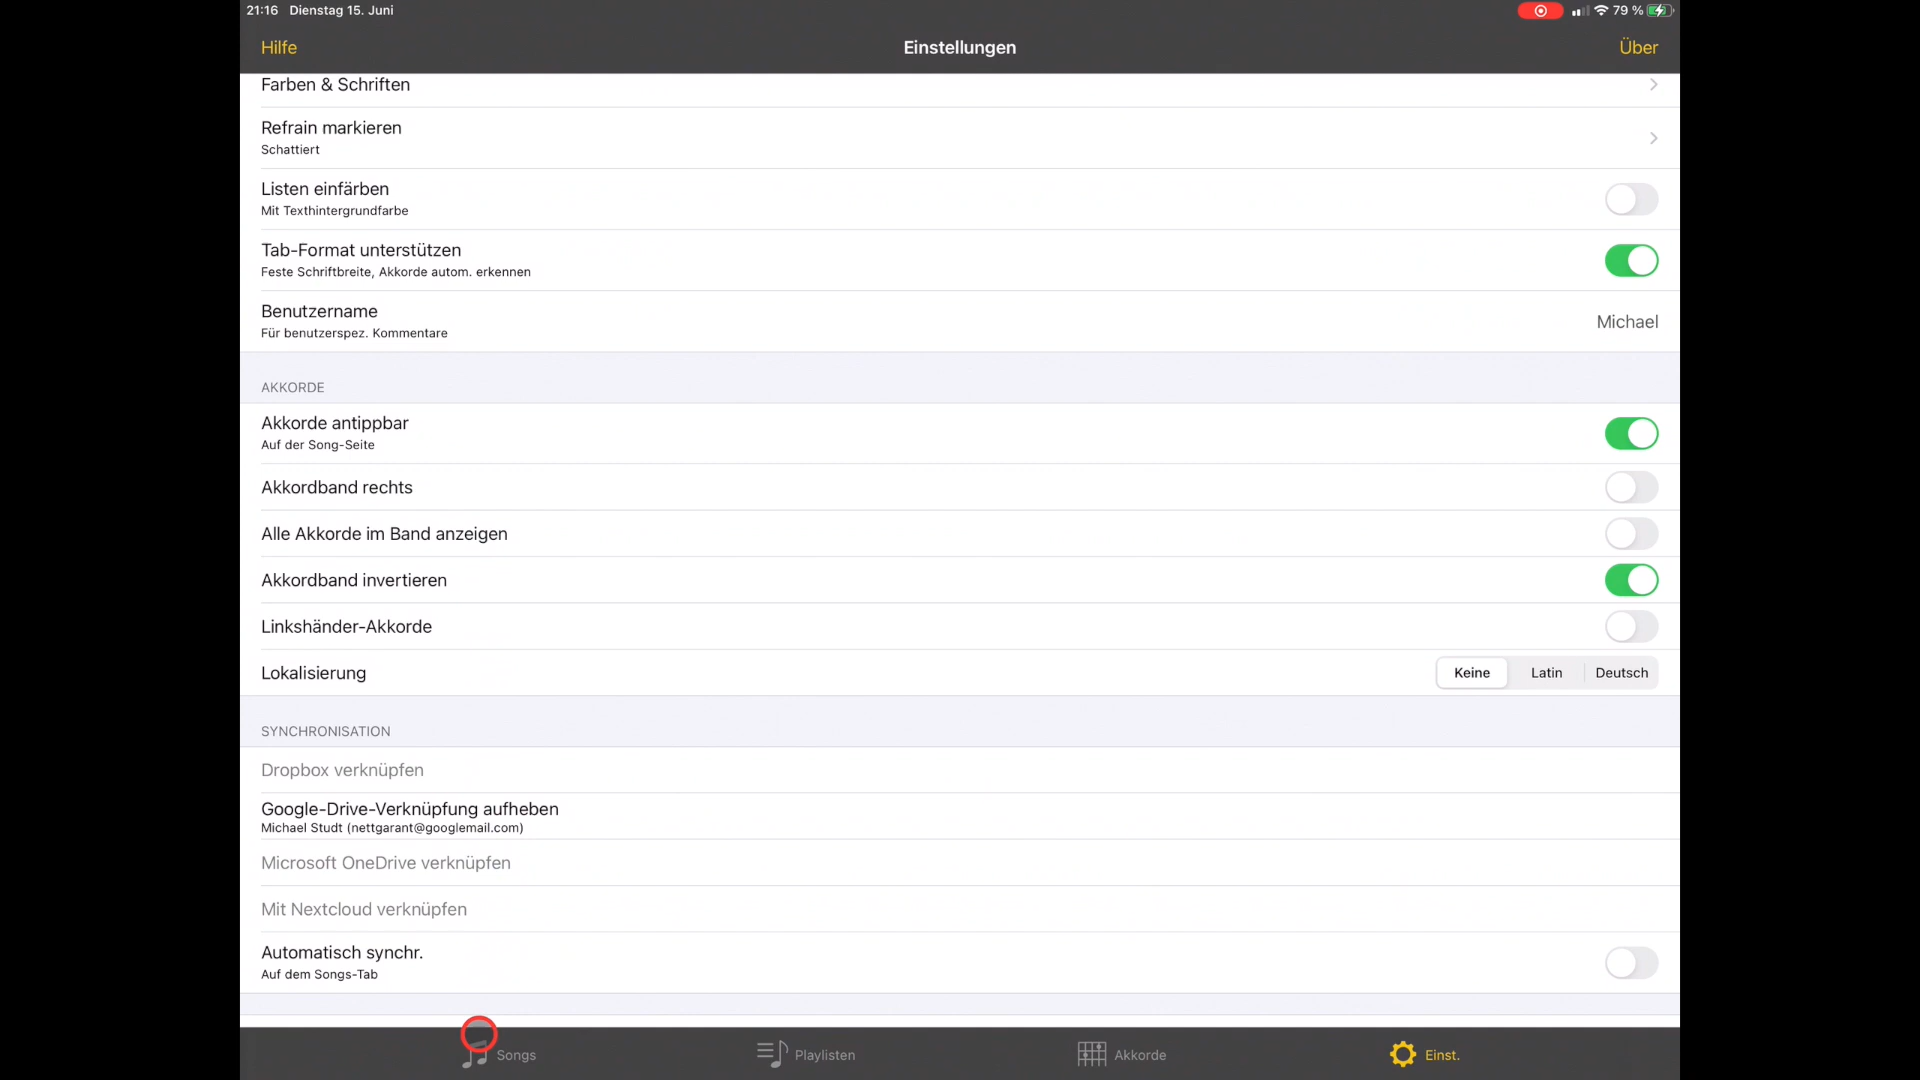 21:16 Dienstag 15. Juni
79 %
Hilfe
Einstellungen
Über
Farben & Schriften
Refrain markieren
Schattiert
Listen einfärben
Mit Texthintergrundfarbe
Tab-Format unterstützen
Feste Schriftbreite, Akkorde autom. erkennen
Benutzername
Für benutzerspez. Kommentare
Michael
AKKORDE
Akkorde antippbar
Auf der Song-Seite
Akkordband rechts
Alle Akkorde im Band anzeigen
Akkordband invertieren
Linkshänder-Akkorde
Lokalisierung
Keine Latin Deutsch
SYNCHRONISATION
Dropbox verknüpfen
Google-Drive-Verknüpfung aufheben
Michael Studt (nettgarant@googlemail.com)
Microsoft OneDrive verknüpfen
Mit Nextcloud verknüpfen
Automatisch synchr.
Auf dem Songs-Tab
Songs
Playlisten
Akkorde
Einst.